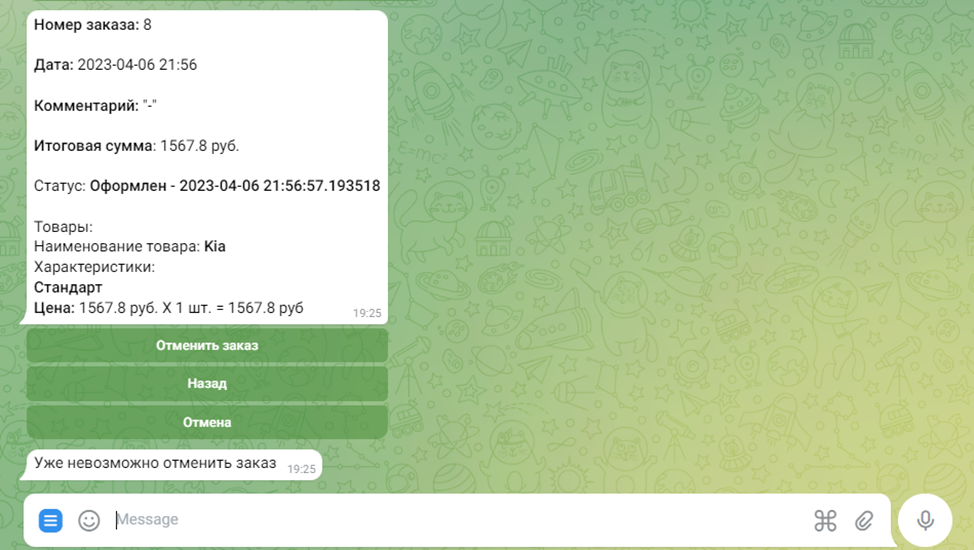 Номер заказа: 8
Дата: 2023-04-06 21:56
Комментарий: "-"
Итоговая сумма: 1567.8 руб.
Статус: Оформлен - 2023-04-06 21:56:57.193518
Товары:
Наименование товара: Kia
Характеристики:
Стандарт
Цена: 1567.8 руб. X 1 шт. = 1567.8 руб
19:25
Отменить заказ
Назад
Отмена
Уже невозможно отменить заказ 19:25
Message